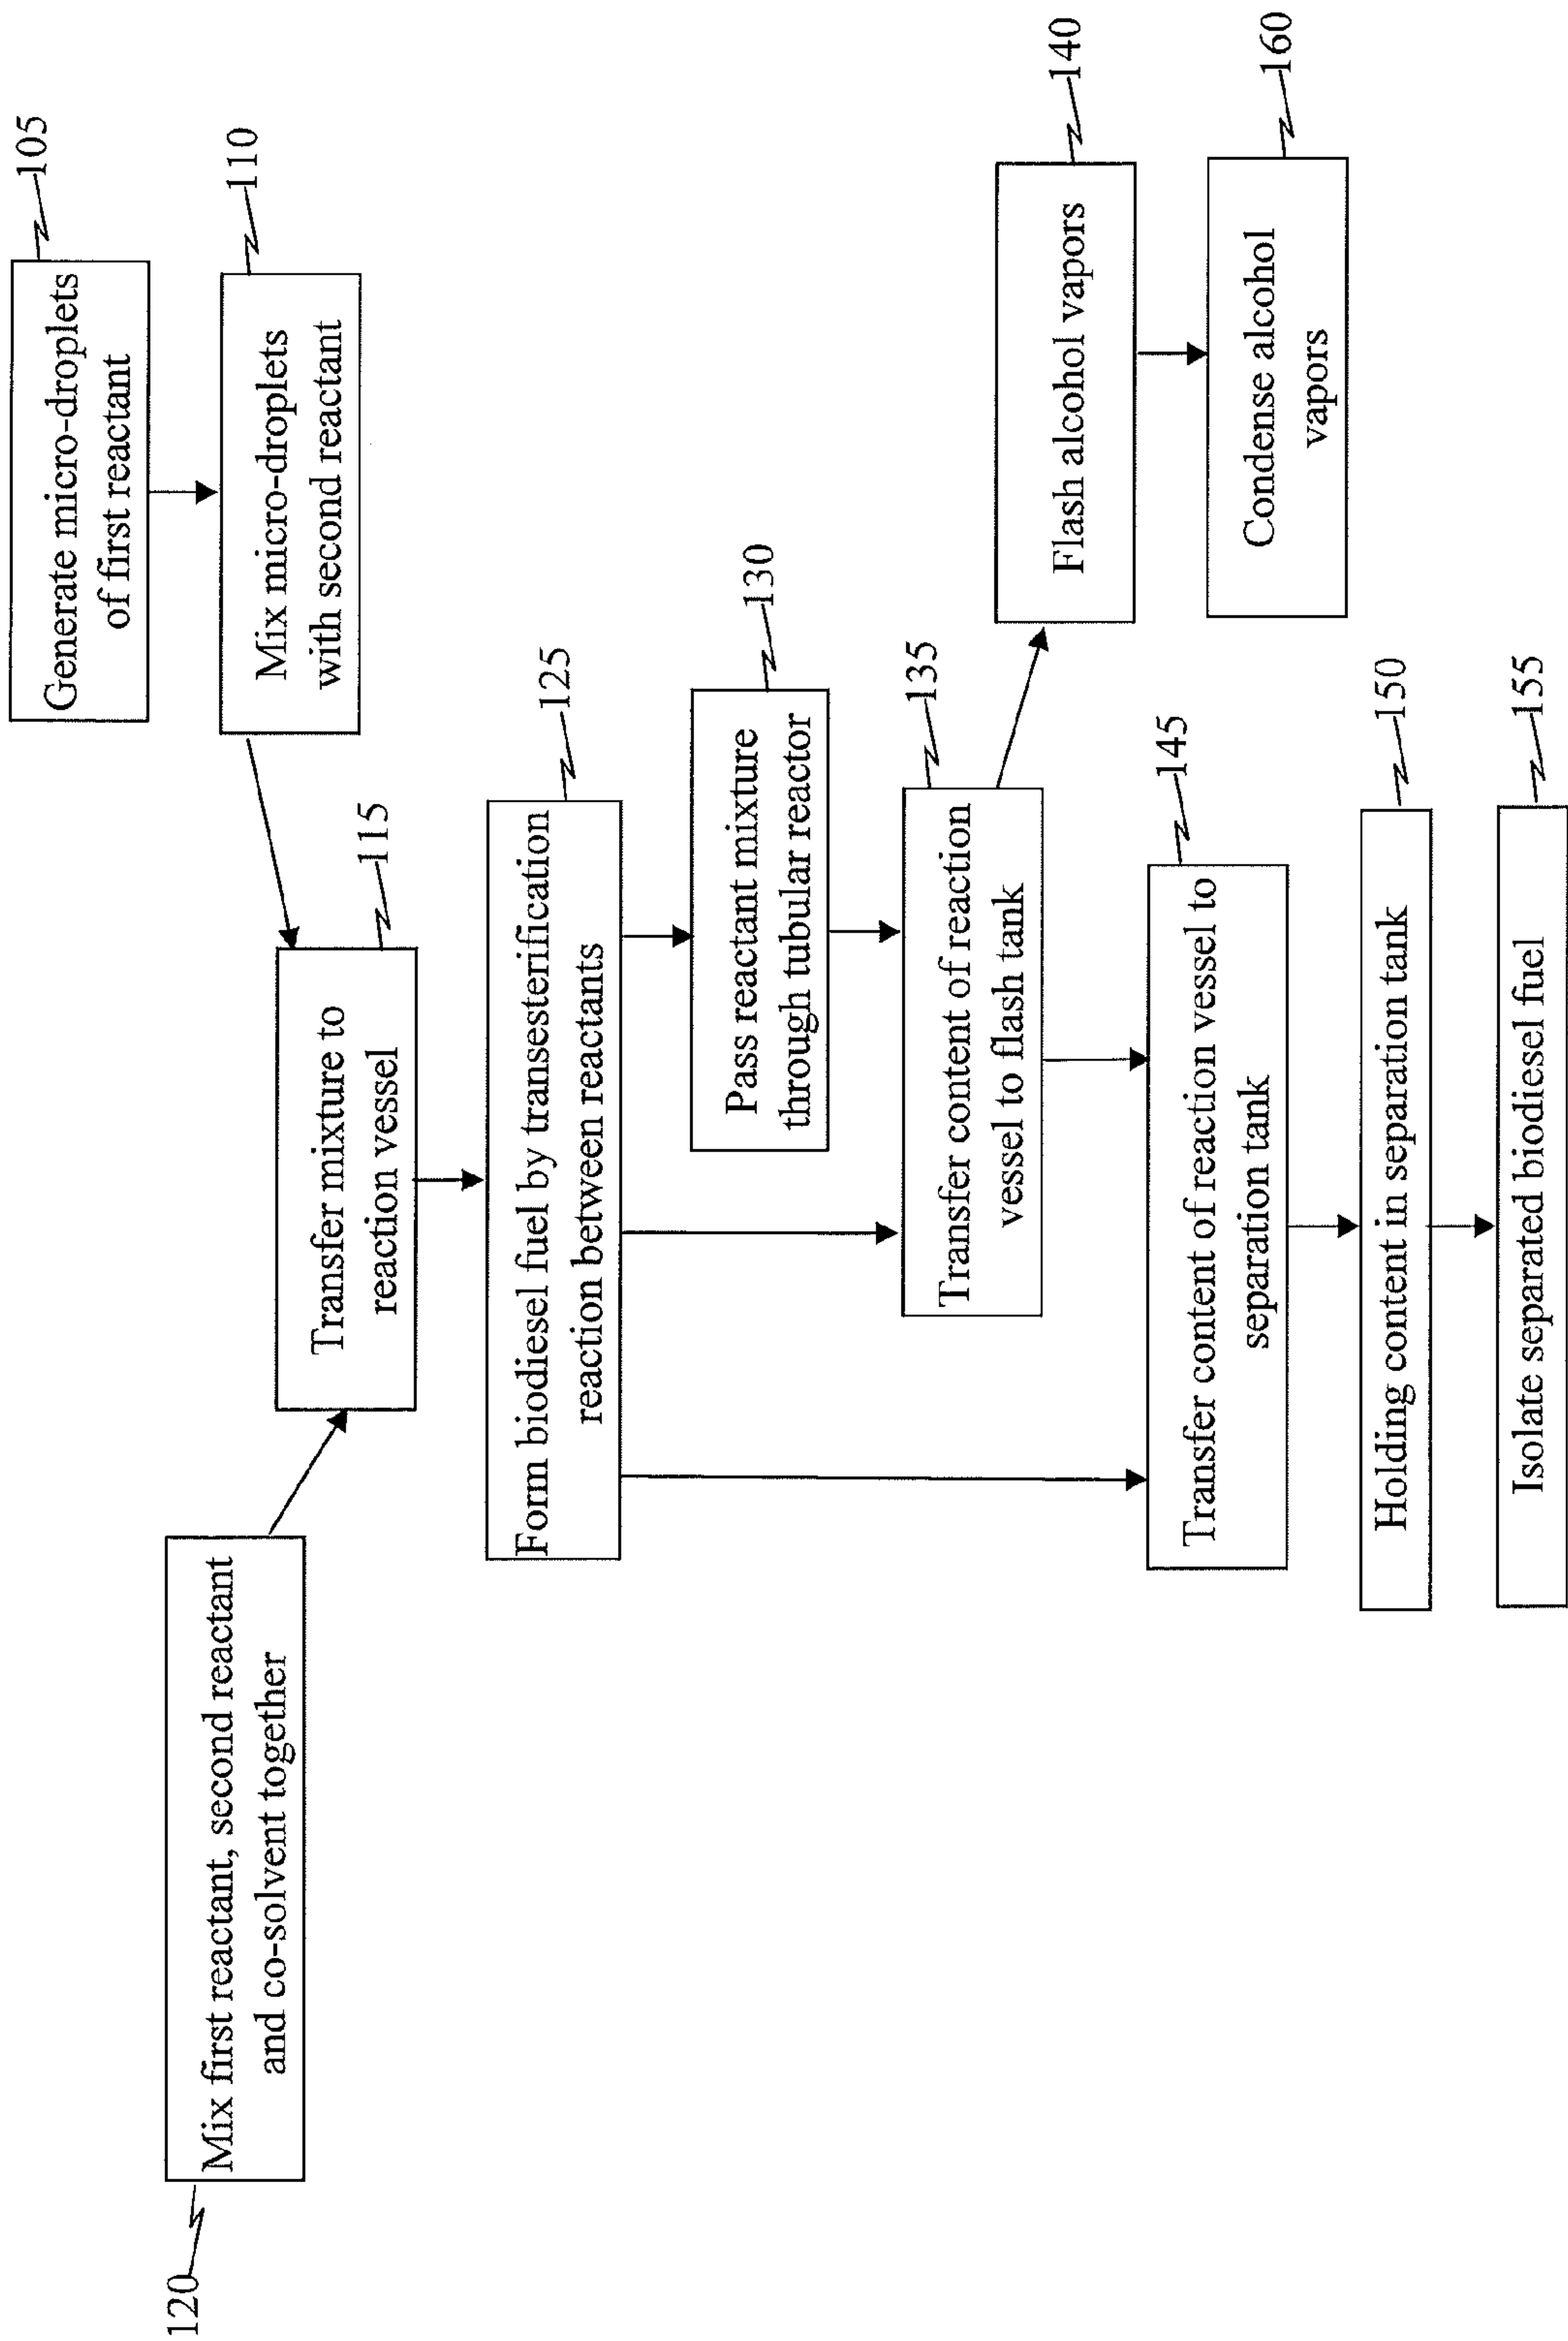 Generate micro-droplets
of first reactant
105
Mix micro-droplets
with second reactant
110
Mix first reactant, second reactant
and co-solvent together
120
Transfer mixture to
reaction vessel
115
Form biodiesel fuel by transesterification
reaction between reactants
125
Pass reactant mixture
through tubular reactor
130
Transfer content of reaction
vessel to flash tank
135
Flash alcohol vapors
140
Condense alcohol
vapors
160
Transfer content of reaction vessel to
separation tank
145
Holding content in separation tank
150
Isolate separated biodiesel fuel
155